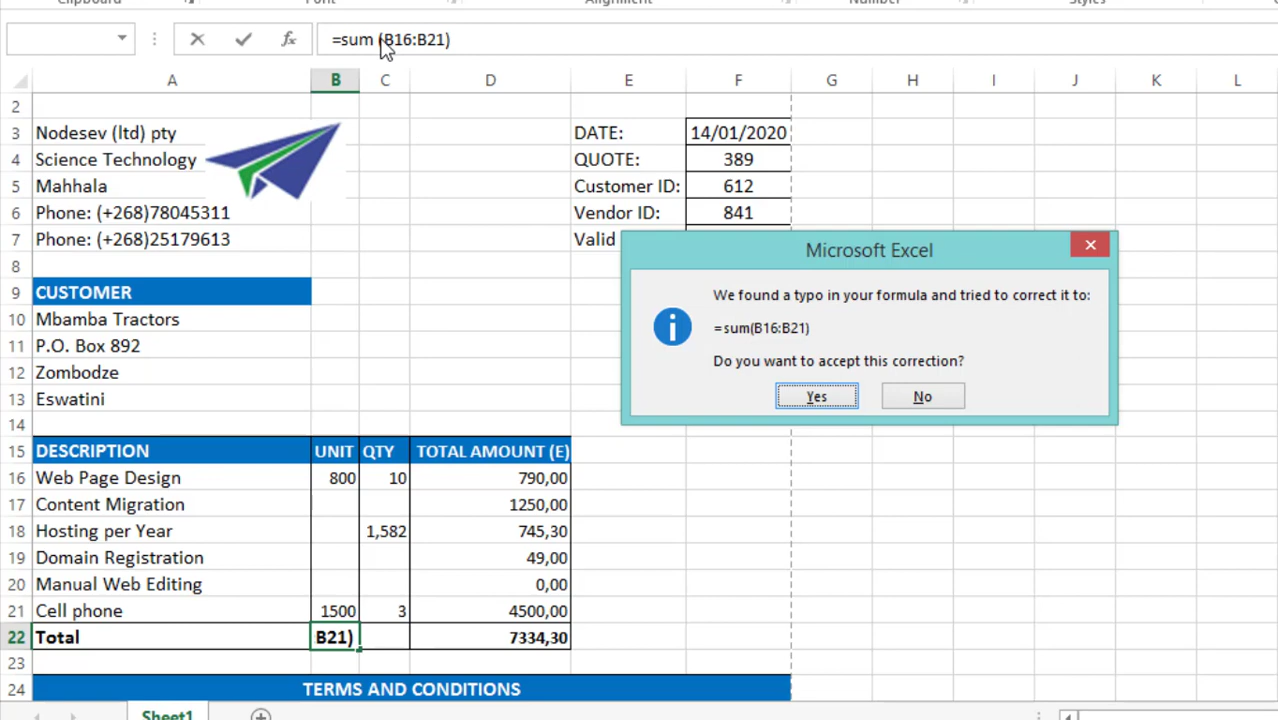 Clipboard Font Alignment Number Styles
=sum (B16:B21)
A B C D E F G H I J K L
2
3 Nodesev (ltd) pty DATE: 14/01/2020
4 Science Technology QUOTE: 389
5 Mahhala Customer ID: 612
6 Phone: (+268)78045311 Vendor ID: 841
7 Phone: (+268)25179613 Valid
8
9 CUSTOMER
10 Mbamba Tractors
11 P.O. Box 892
12 Zombodze
13 Eswatini
14
15 DESCRIPTION UNIT QTY TOTAL AMOUNT (E)
16 Web Page Design 800 10 790,00
17 Content Migration 1250,00
18 Hosting per Year 1,582 745,30
19 Domain Registration 49,00
20 Manual Web Editing 0,00
21 Cell phone 1500 3 4500,00
22 Total B21) 7334,30
23
24 TERMS AND CONDITIONS
Sheet1
Microsoft Excel
We found a typo in your formula and tried to correct it to:
=sum(B16:B21)
Do you want to accept this correction?
Yes No